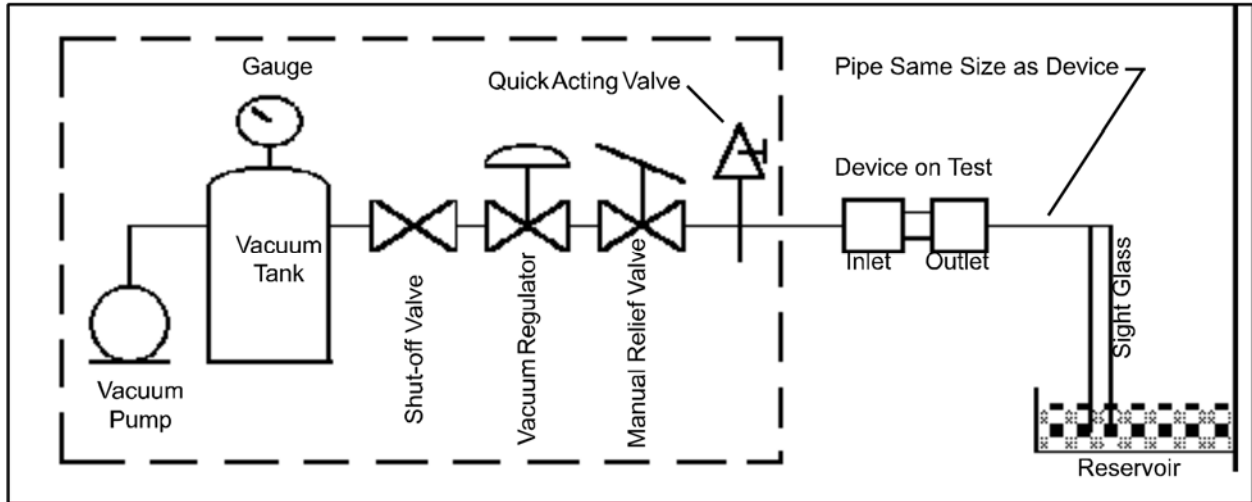 Gauge
Quick Acting Valve
Pipe Same Size as Device
Device on Test
Vacuum
Tank
Inlet
Outlet
Vacuum
Pump
Shut-off Valve
Vacuum Regulator
Manual Relief Valve
Sight Glass
Reservoir